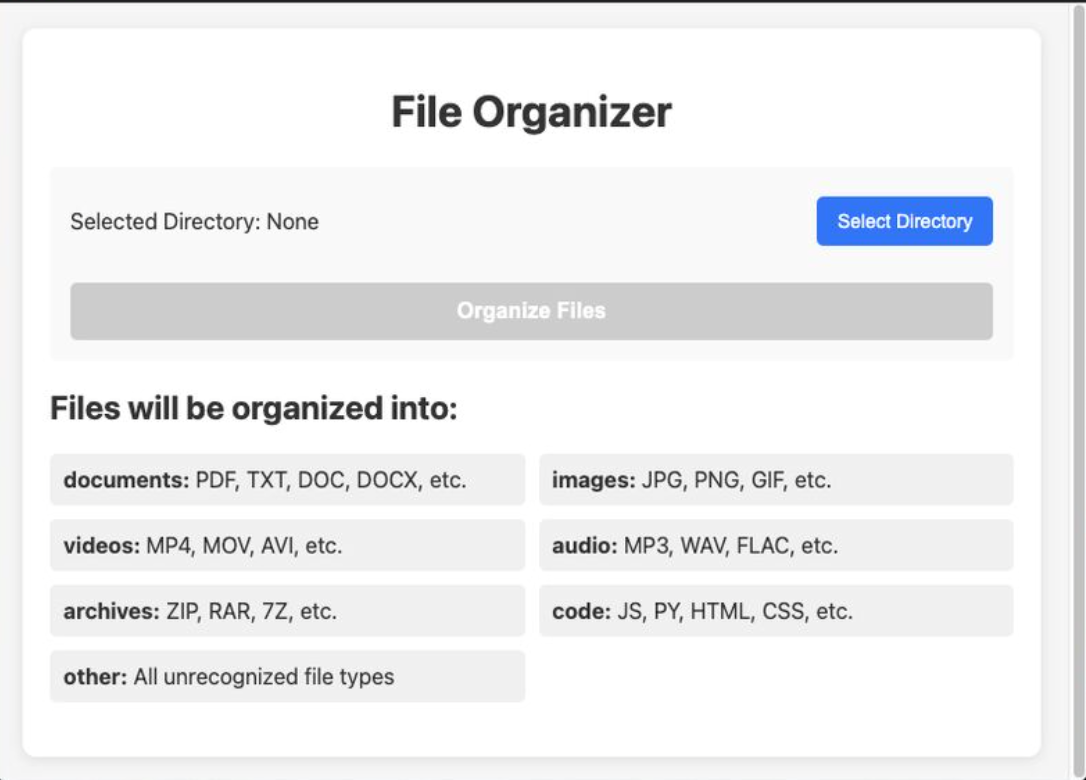 File Organizer
Selected Directory: None
Select Directory
Organize Files
Files will be organized into:
documents: PDF, TXT, DOC, DOCX, etc.
images: JPG, PNG, GIF, etc.
videos: MP4, MOV, AVI, etc.
audio: MP3, WAV, FLAC, etc.
archives: ZIP, RAR, 7Z, etc.
code: JS, PY, HTML, CSS, etc.
other: All unrecognized file types